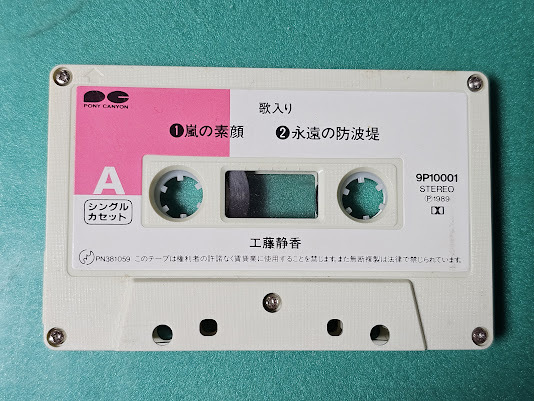 PONY CANYON
歌入り
❶嵐の素顔 ❷永遠の防波堤
A
シングル
カセット
9P10001
STEREO
Ⓟ1989
工藤静香
PN381059 このテープは権利者の許諾なく賃貸業に使用することを禁じます。また無断複製は法律で禁じられています。